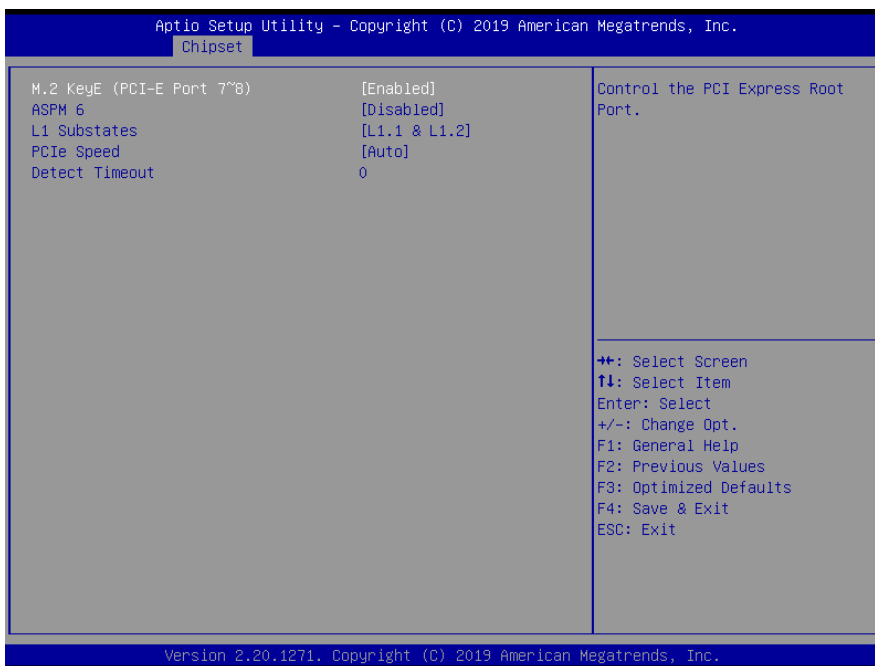 Aptio Setup Utility – Copyright (C) 2019 American Megatrends, Inc.
Chipset
M.2 KeyE (PCI-E Port 7~8) [Enabled]
ASPM 6 [Disabled]
L1 Substates [L1.1 & L1.2]
PCIe Speed [Auto]
Detect Timeout 0
Control the PCI Express Root
Port.
→←: Select Screen
↑↓: Select Item
Enter: Select
+/-: Change Opt.
F1: General Help
F2: Previous Values
F3: Optimized Defaults
F4: Save & Exit
ESC: Exit
Version 2.20.1271. Copyright (C) 2019 American Megatrends, Inc.